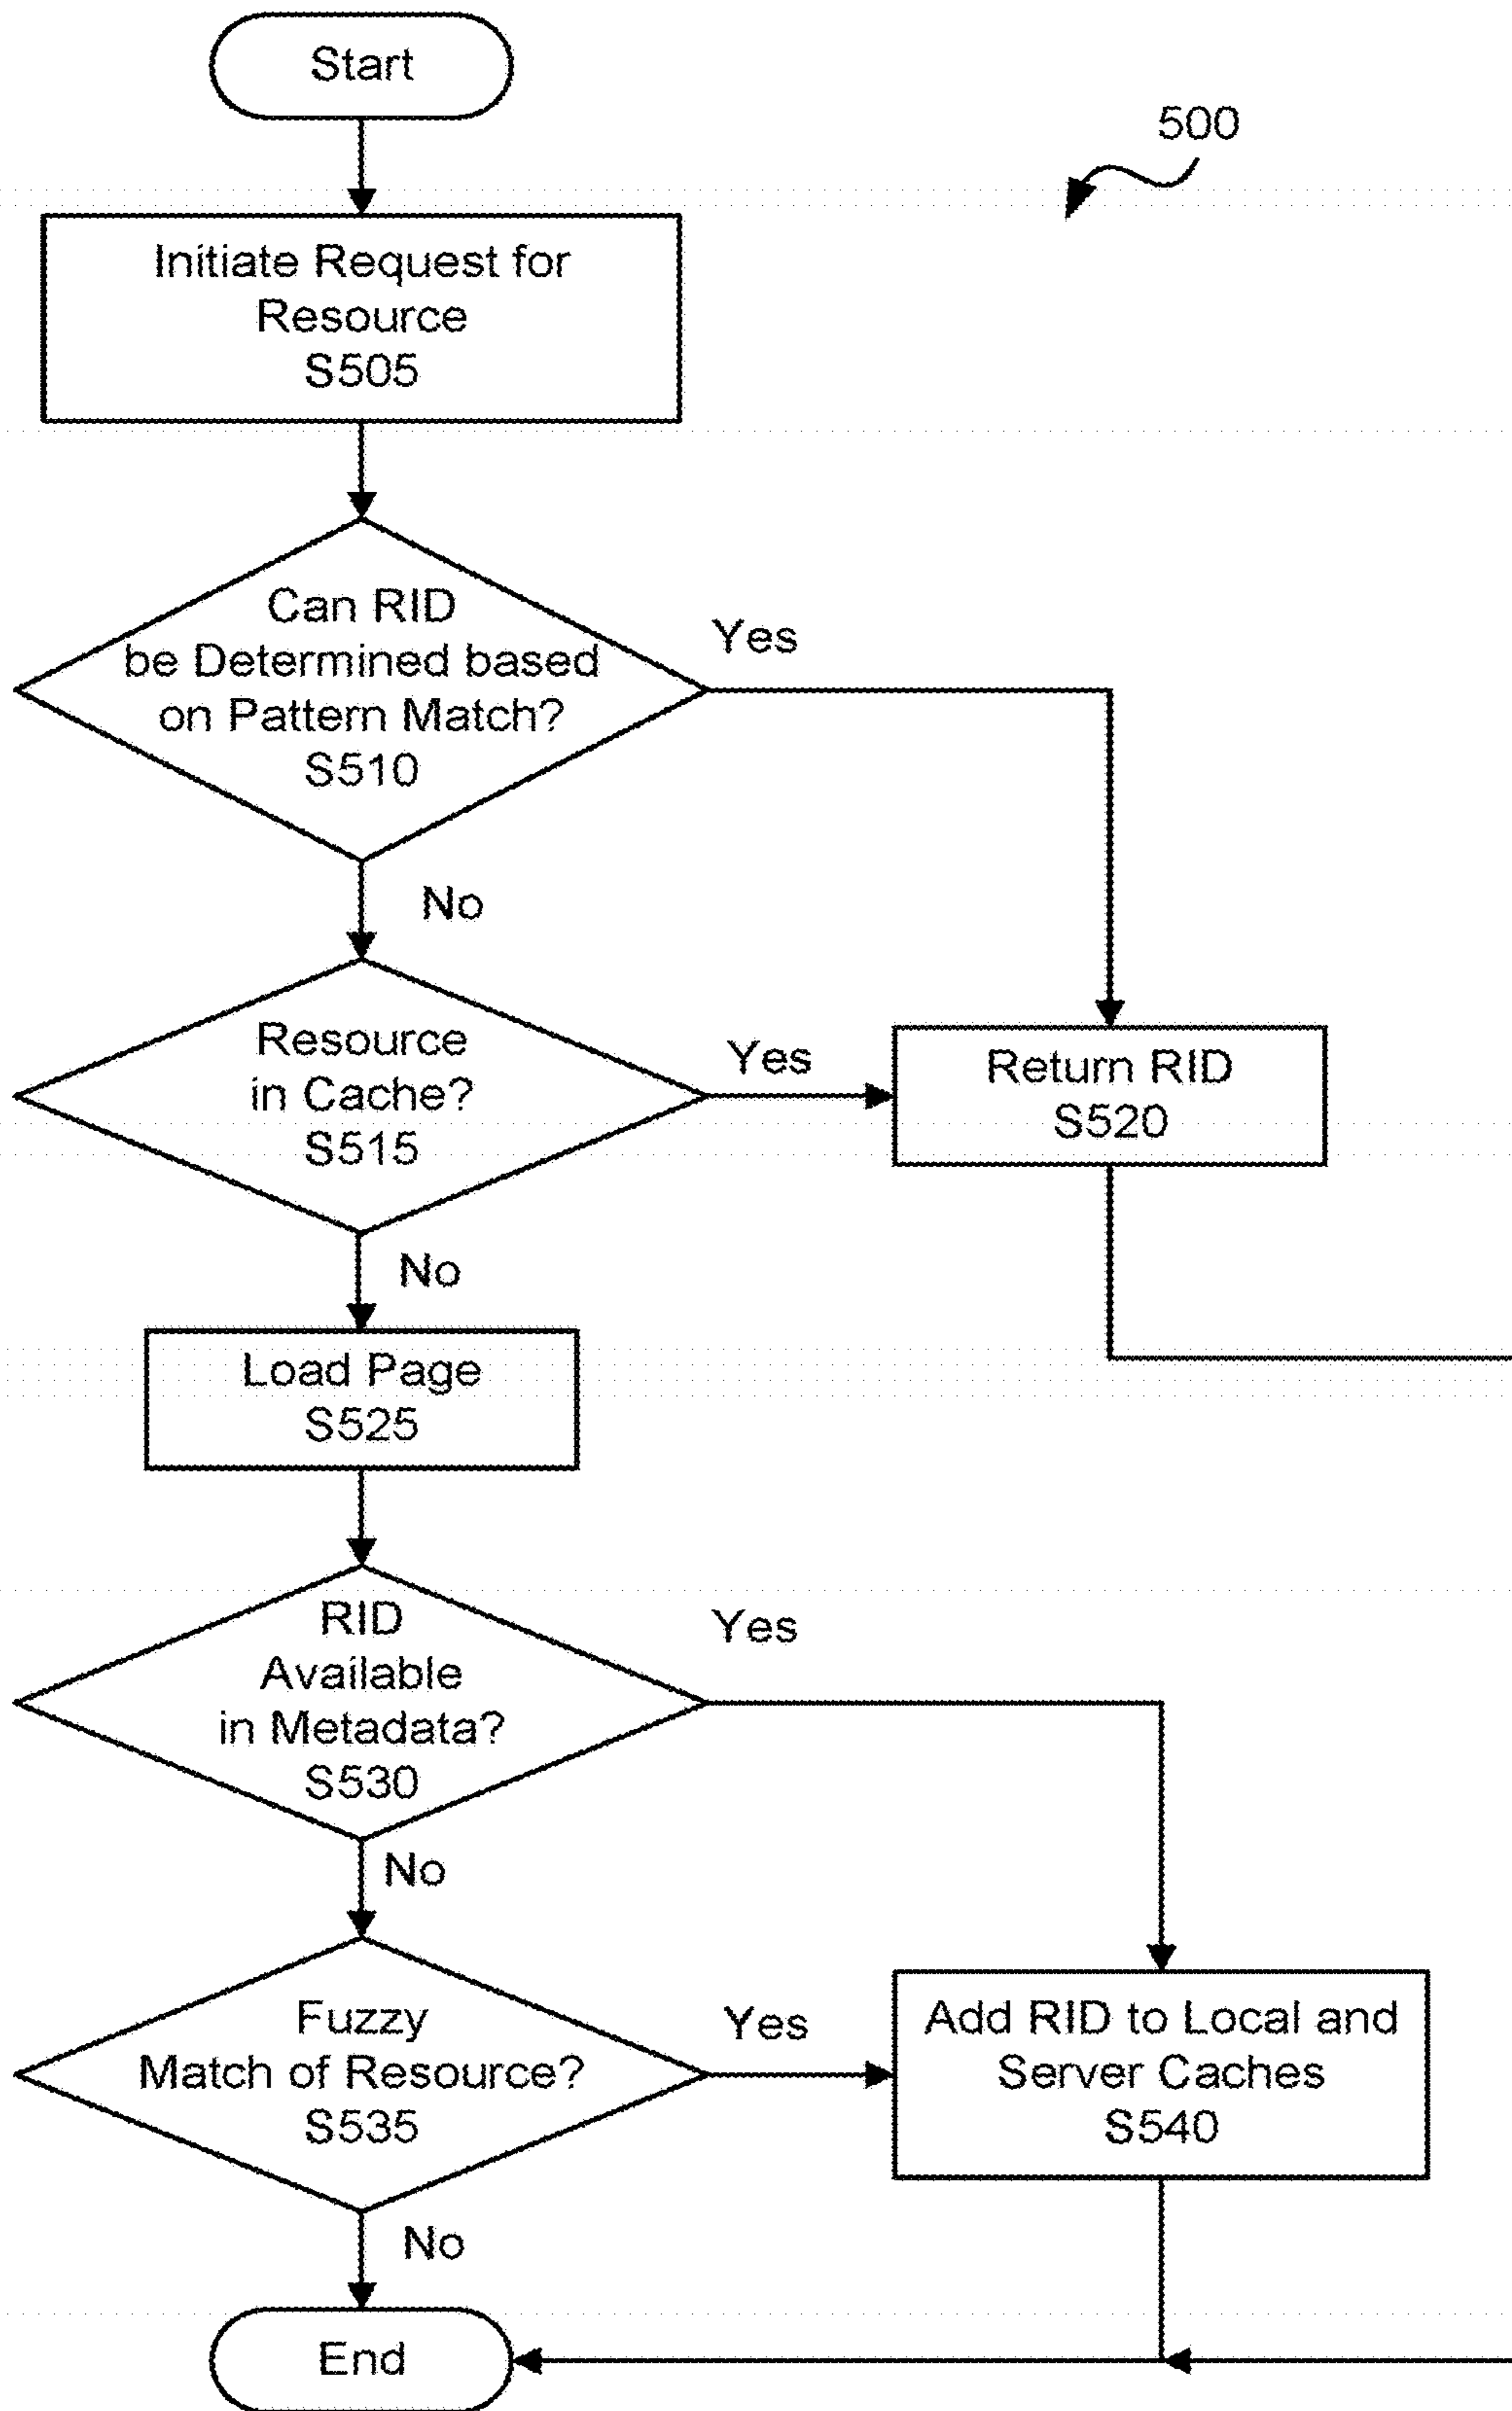 Start
500
Initiate Request for
Resource
S505
Can RID
be Determined based
on Pattern Match?
S510
Yes
No
Resource
in Cache?
S515
Yes
Return RID
S520
No
Load Page
S525
RID
Available
in Metadata?
S530
Yes
No
Fuzzy
Match of Resource?
S535
Yes
Add RID to Local and
Server Caches
S540
No
End